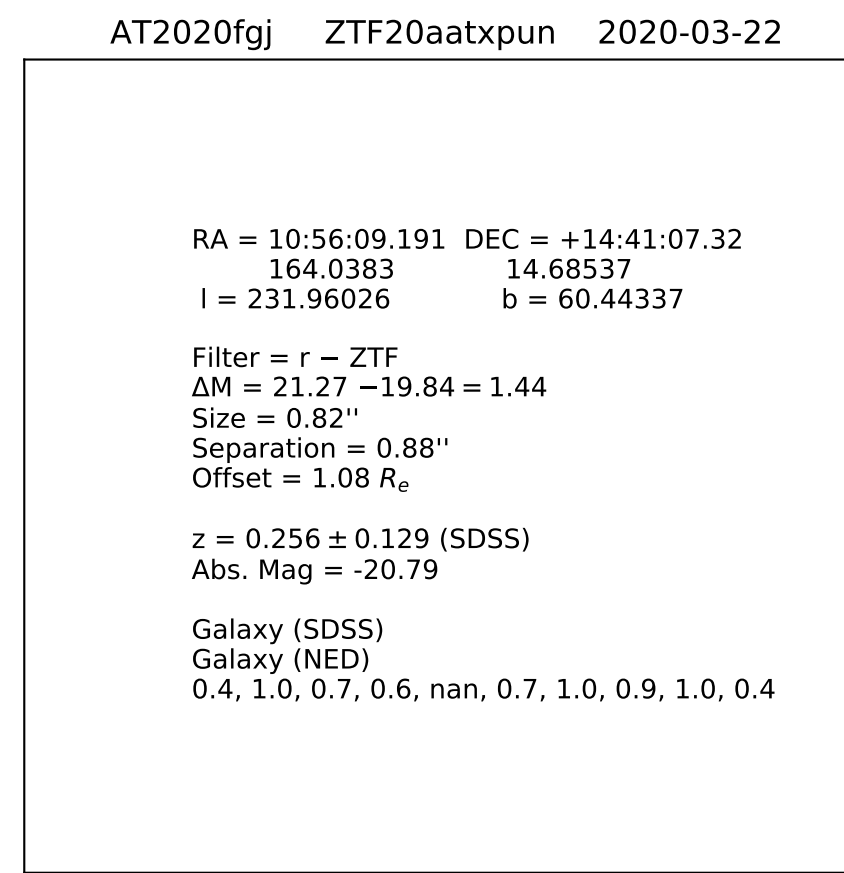 AT2020fgj ZTF20aatxpun 2020-03-22
RA = 10:56:09.191 DEC = +14:41:07.32
164.0383 14.68537
l = 231.96026 b = 60.44337
Filter = r − ZTF
ΔM = 21.27 −19.84 = 1.44
Size = 0.82''
Separation = 0.88''
Offset = 1.08 Rₑ
z = 0.256 ± 0.129 (SDSS)
Abs. Mag = -20.79
Galaxy (SDSS)
Galaxy (NED)
0.4, 1.0, 0.7, 0.6, nan, 0.7, 1.0, 0.9, 1.0, 0.4